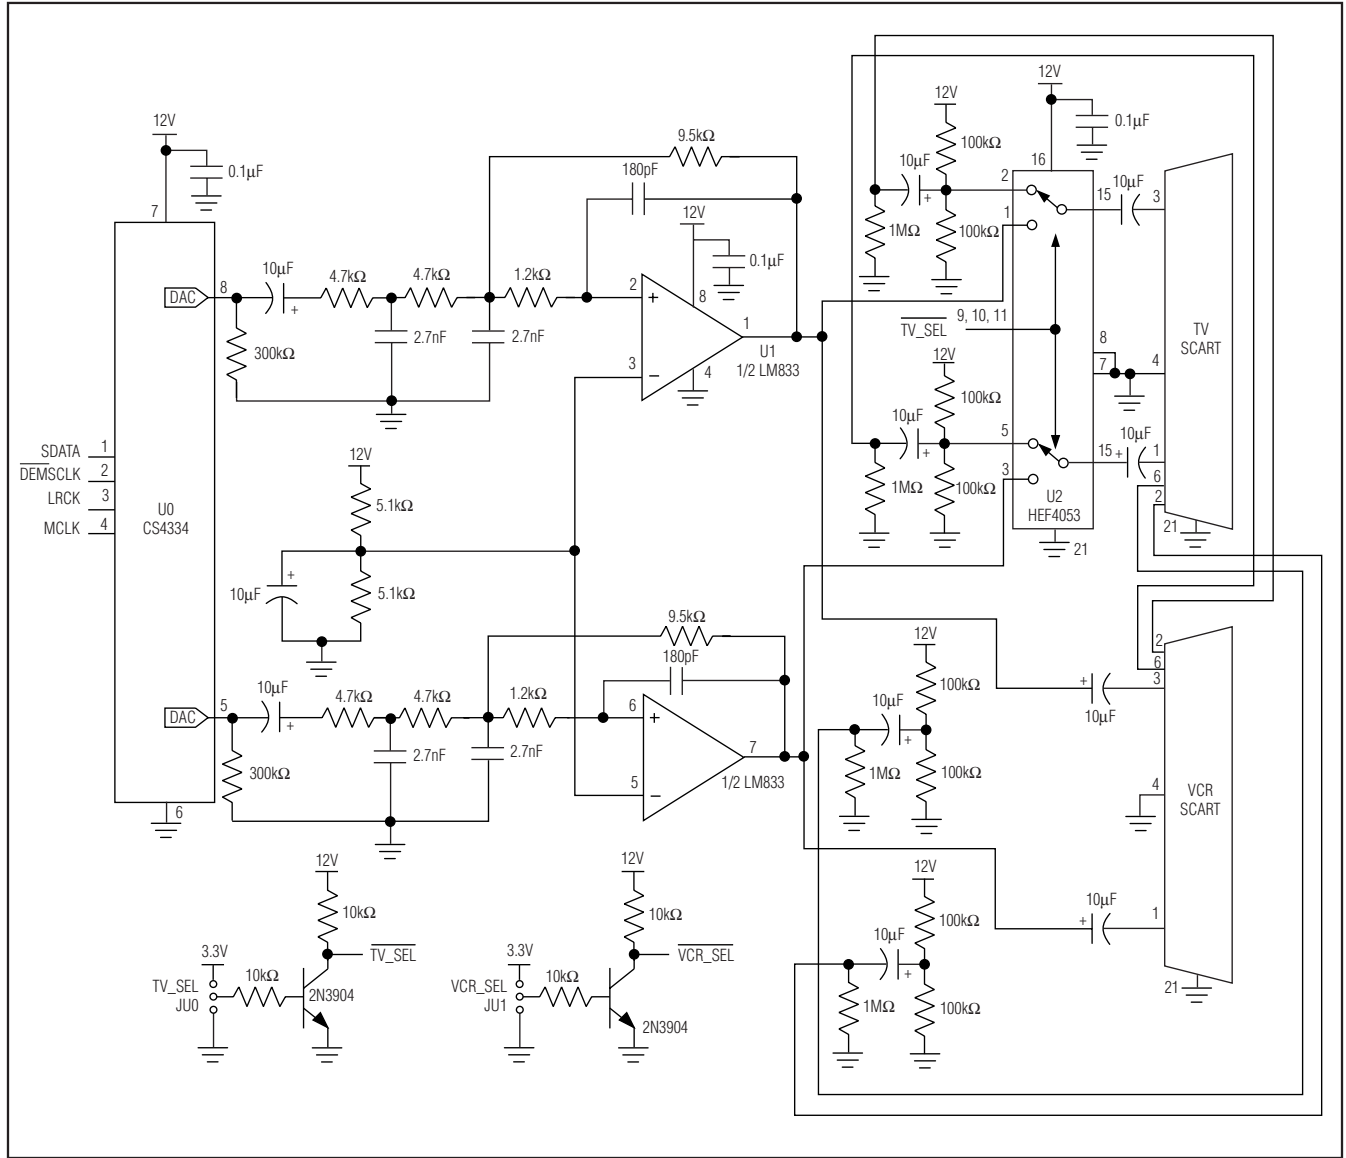 12V
0.1µF
7
DAC
8
10µF
+
4.7kΩ
4.7kΩ
1.2kΩ
9.5kΩ
180pF
12V
0.1µF
300kΩ
2.7nF
2.7nF
2
+
8
1
3
−
4
U1
1/2 LM833
SDATA
1
DEMSCLK
2
LRCK
3
MCLK
4
U0
CS4334
12V
5.1kΩ
+
10µF
5.1kΩ
DAC
5
10µF
+
4.7kΩ
4.7kΩ
1.2kΩ
9.5kΩ
180pF
300kΩ
2.7nF
2.7nF
6
+
7
5
−
1/2 LM833
6
12V
10kΩ
TV_SEL
3.3V
TV_SEL
JU0
10kΩ
2N3904
12V
10kΩ
VCR_SEL
3.3V
VCR_SEL
JU1
10kΩ
2N3904
12V
100kΩ
10µF
+
1MΩ
100kΩ
12V
0.1µF
16
2
1
15
10µF
3
TV_SEL
9, 10, 11
12V
100kΩ
10µF
+
1MΩ
100kΩ
8
7
4
TV
SCART
5
3
15
+
10µF
1
6
2
U2
HEF4053
21
21
12V
100kΩ
10µF
+
1MΩ
100kΩ
2
6
3
+
10µF
4
VCR
SCART
12V
100kΩ
10µF
+
1MΩ
100kΩ
10µF
+
1
21